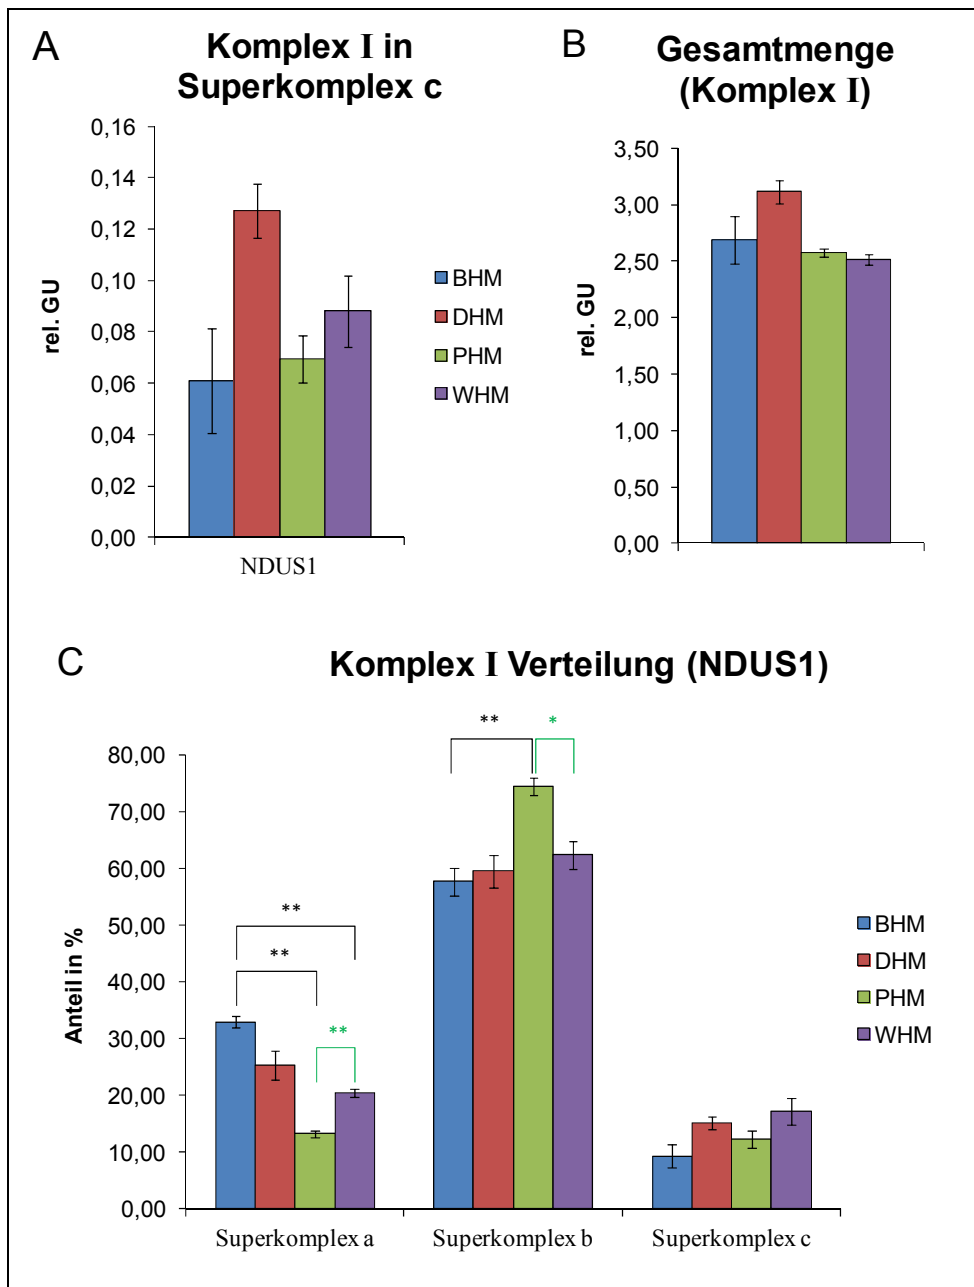 A
Komplex I in
Superkomplex c
0,16
0,14
0,12
0,10
0,08
0,06
0,04
0,02
0,00
rel. GU
NDUS1
BHM
DHM
PHM
WHM
B
Gesamtmenge
(Komplex I)
3,50
3,00
2,50
2,00
1,50
1,00
0,50
0,00
rel. GU
C
Komplex I Verteilung (NDUS1)
80,00
70,00
60,00
50,00
40,00
30,00
20,00
10,00
0,00
Anteil in %
**
**
**
**
*
Superkomplex a
Superkomplex b
Superkomplex c
BHM
DHM
PHM
WHM